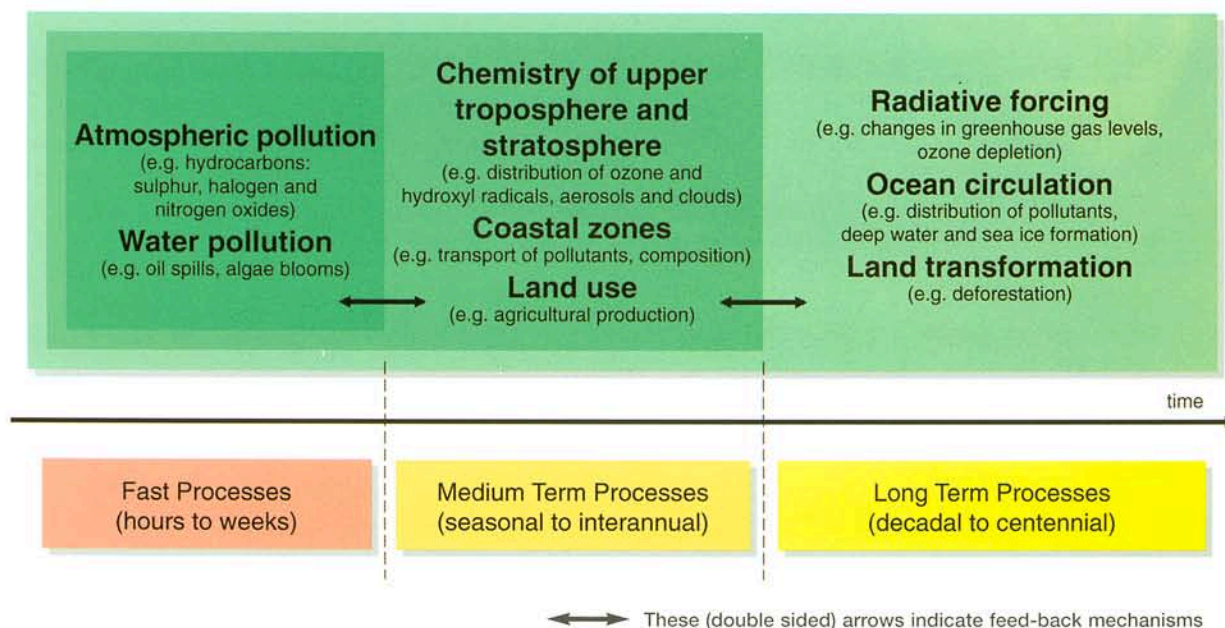 Atmospheric pollution
(e.g. hydrocarbons:
sulphur, halogen and
nitrogen oxides)
Water pollution
(e.g. oil spills, algae blooms)
Chemistry of upper
troposphere and
stratosphere
(e.g. distribution of ozone and
hydroxyl radicals, aerosols and clouds)
Coastal zones
(e.g. transport of pollutants, composition)
Land use
(e.g. agricultural production)
Radiative forcing
(e.g. changes in greenhouse gas levels,
ozone depletion)
Ocean circulation
(e.g. distribution of pollutants,
deep water and sea ice formation)
Land transformation
(e.g. deforestation)
time
Fast Processes
(hours to weeks)
Medium Term Processes
(seasonal to interannual)
Long Term Processes
(decadal to centennial)
These (double sided) arrows indicate feed-back mechanisms